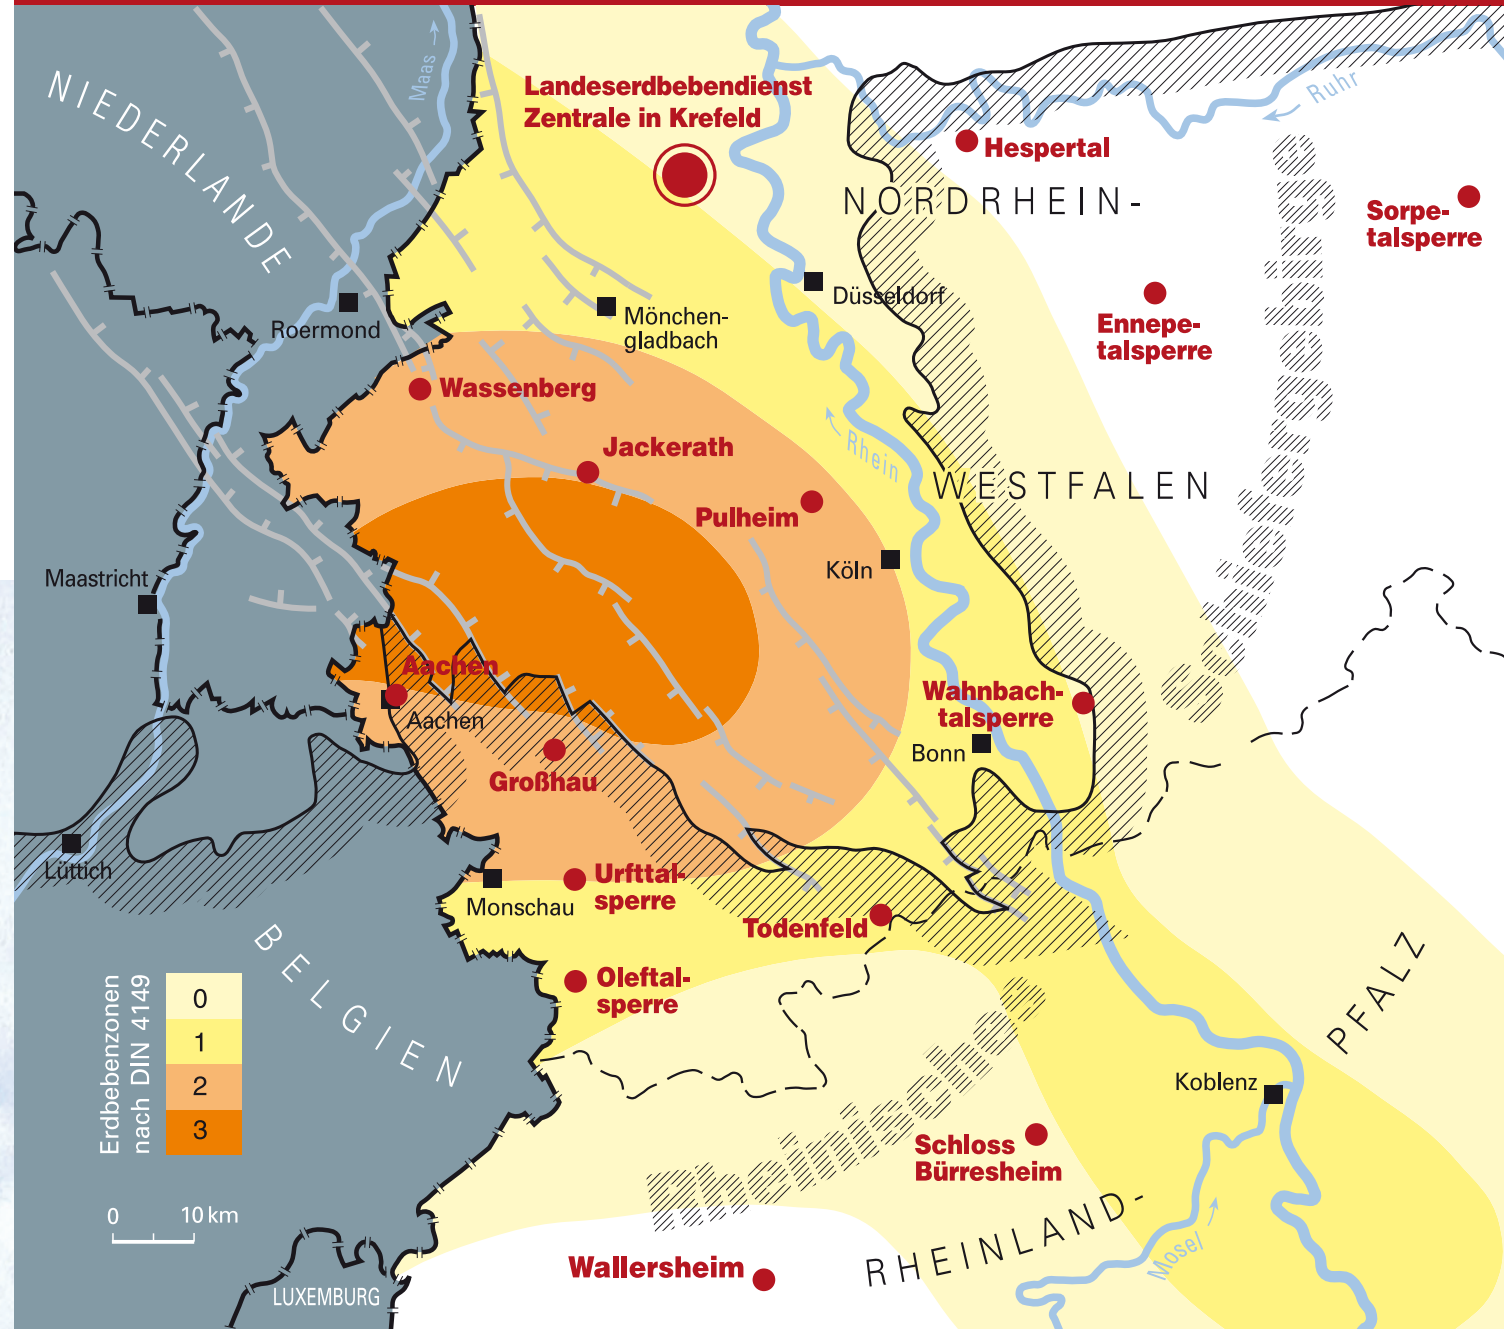 Landeserdbebendienst
Zentrale in Krefeld
Maas
Ruhr
NIEDERLANDE
Hespertal
NORDRHEIN-
Sorpe-
talsperre
Düsseldorf
Roermond
Mönchen-
gladbach
Ennepe-
talsperre
Wassenberg
Jackerath
Rhein
WESTFALEN
Pulheim
Köln
Maastricht
Schiefergebirge
Aachen
Aachen
Wahnbach-
talsperre
Bonn
Großhau
Lüttich
Urfttal-
sperre
Monschau
Todenfeld
BELGIEN
Oleftal-
sperre
PFALZ
Erdbebenzonen
nach DIN 4149
0
1
2
3
Rheinisches
Koblenz
Schloss
Bürresheim
0 10 km
RHEINLAND-
Mosel
Wallersheim
LUXEMBURG